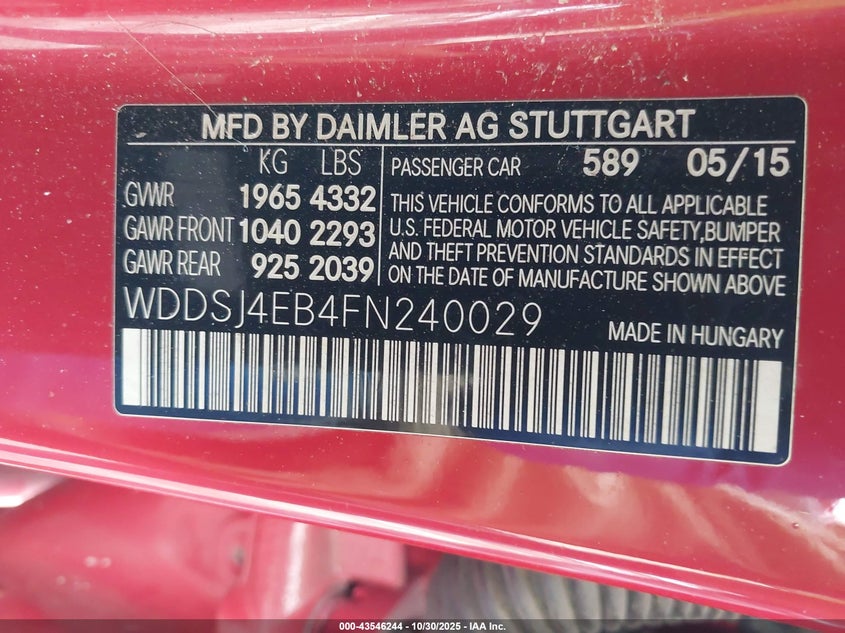 MFD BY DAIMLER AG STUTTGART
KG LBS
GVWR 1965 4332
GAWR FRONT 1040 2293
GAWR REAR 925 2039
PASSENGER CAR 589 05/15
THIS VEHICLE CONFORMS TO ALL APPLICABLE
U.S. FEDERAL MOTOR VEHICLE SAFETY,BUMPER
AND THEFT PREVENTION STANDARDS IN EFFECT
ON THE DATE OF MANUFACTURE SHOWN ABOVE
WDDSJ4EB4FN240029
MADE IN HUNGARY
000-43546244 - 10/30/2025 - IAA Inc.